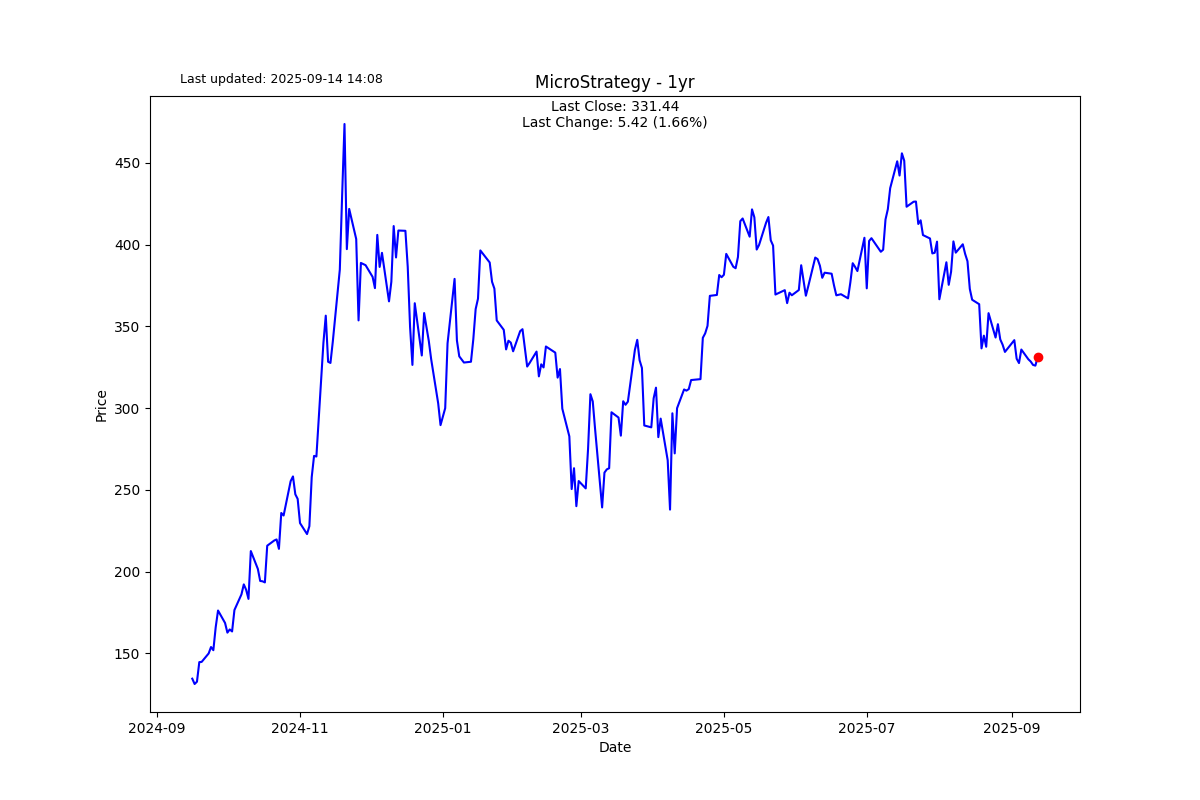 Last updated: 2025-09-14 14:08
MicroStrategy - 1yr
Last Close: 331.44
Last Change: 5.42 (1.66%)
450
400
350
300
250
200
150
Price
2024-09
2024-11
2025-01
2025-03
2025-05
2025-07
2025-09
Date